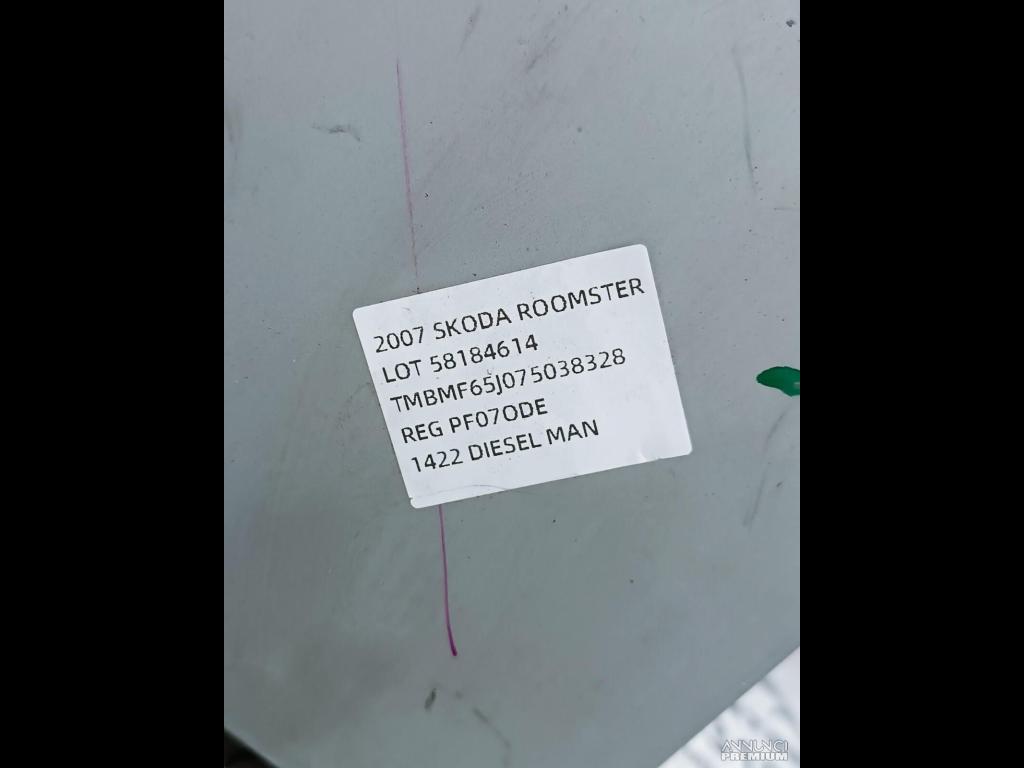 2007 SKODA ROOMSTER
LOT 58184614
TMBMF65J075038328
REG PF07ODE
1422 DIESEL MAN
ANNUNCI
PREMIUM